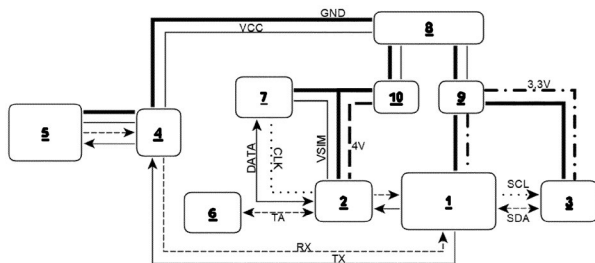 GND
VCC
8
3,3V
7
10
9
5
4
DATA
CLK
VSIM
4V
2
1
SCL
3
6
TA
SDA
RX
TX